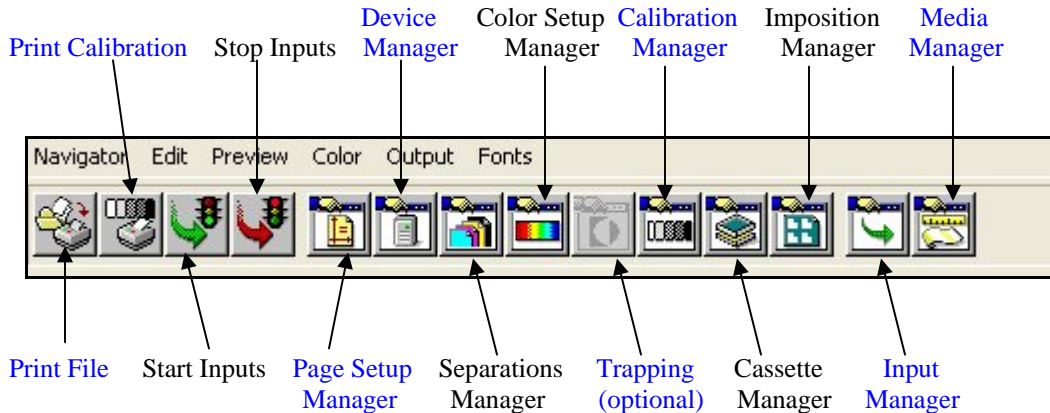 Device Color Setup Calibration Imposition Media
Print Calibration Stop Inputs Manager Manager Manager Manager Manager
Navigator Edit Preview Color Output Fonts
Print File Start Inputs Page Setup Separations Trapping Cassette Input
Manager Manager (optional) Manager Manager